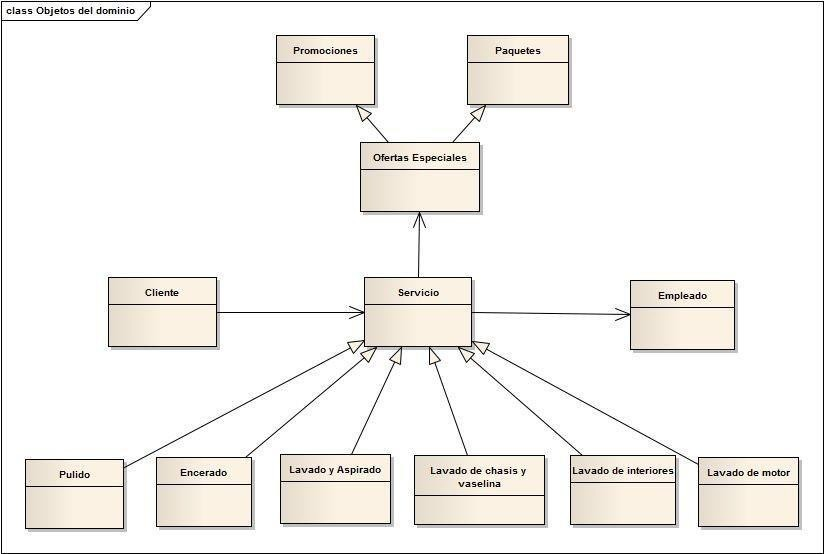 class Objetos del dominio
Promociones
Paquetes
Ofertas Especiales
Cliente
Servicio
Empleado
Pulido
Encerado
Lavado y Aspirado
Lavado de chasis y
vaselina
Lavado de interiores
Lavado de motor